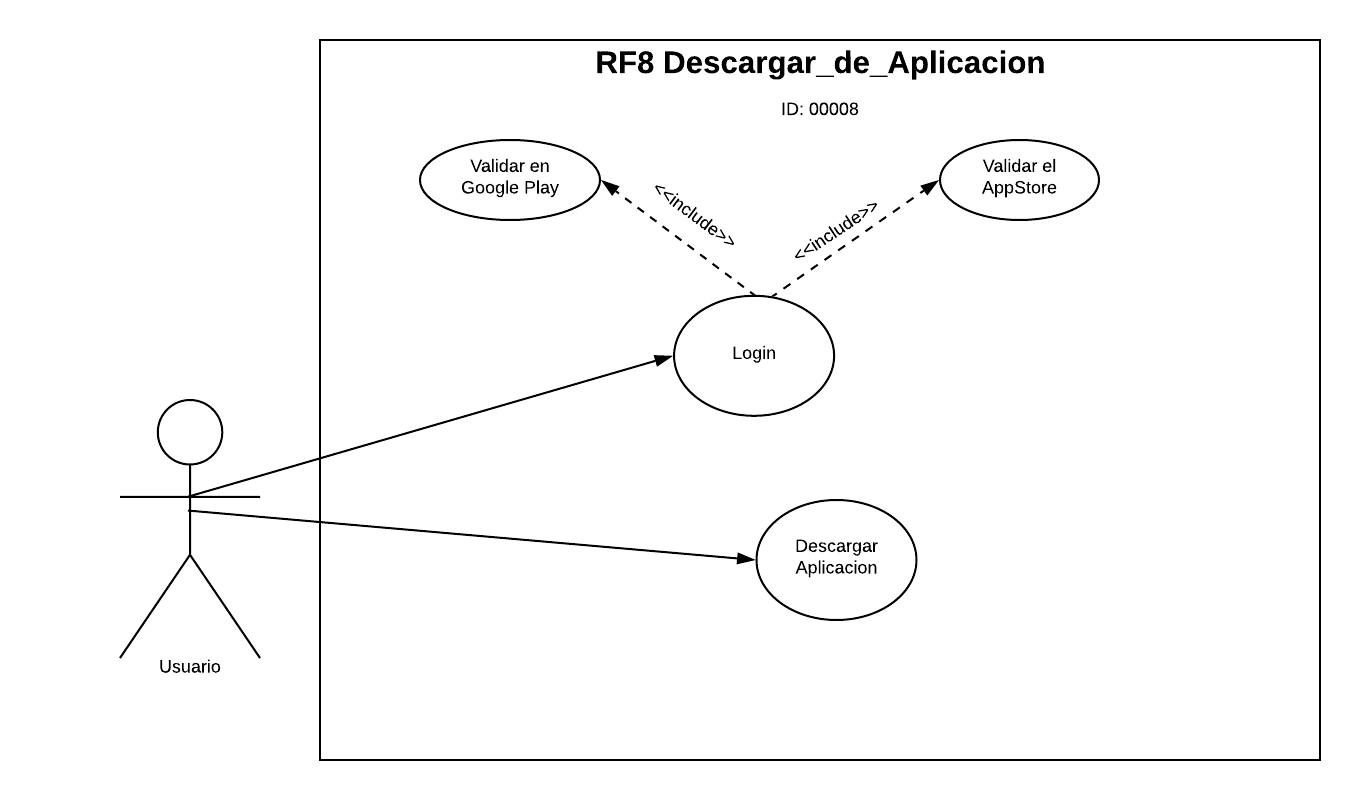 RF8 Descargar_de_Aplicacion
ID: 00008
Validar en
Google Play
<<include>>
<<include>>
Validar el
AppStore
Login
Descargar
Aplicacion
Usuario